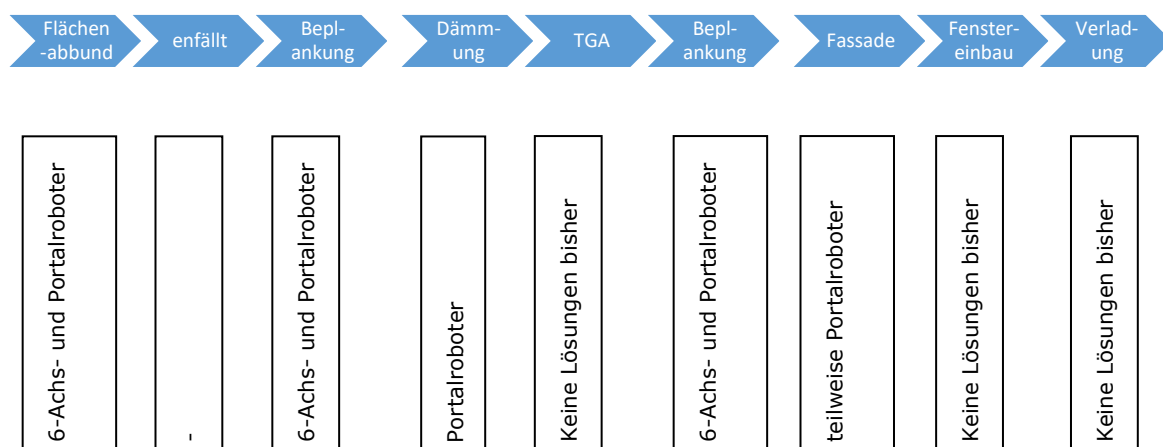 Flächen
-abbund
enfällt
Bepl-
ankung
Dämm-
ung
TGA
Bepl-
ankung
Fassade
Fenster-
einbau
Verlad-
ung
6-Achs- und Portalroboter
-
6-Achs- und Portalroboter
Portalroboter
Keine Lösungen bisher
6-Achs- und Portalroboter
teilweise Portalroboter
Keine Lösungen bisher
Keine Lösungen bisher